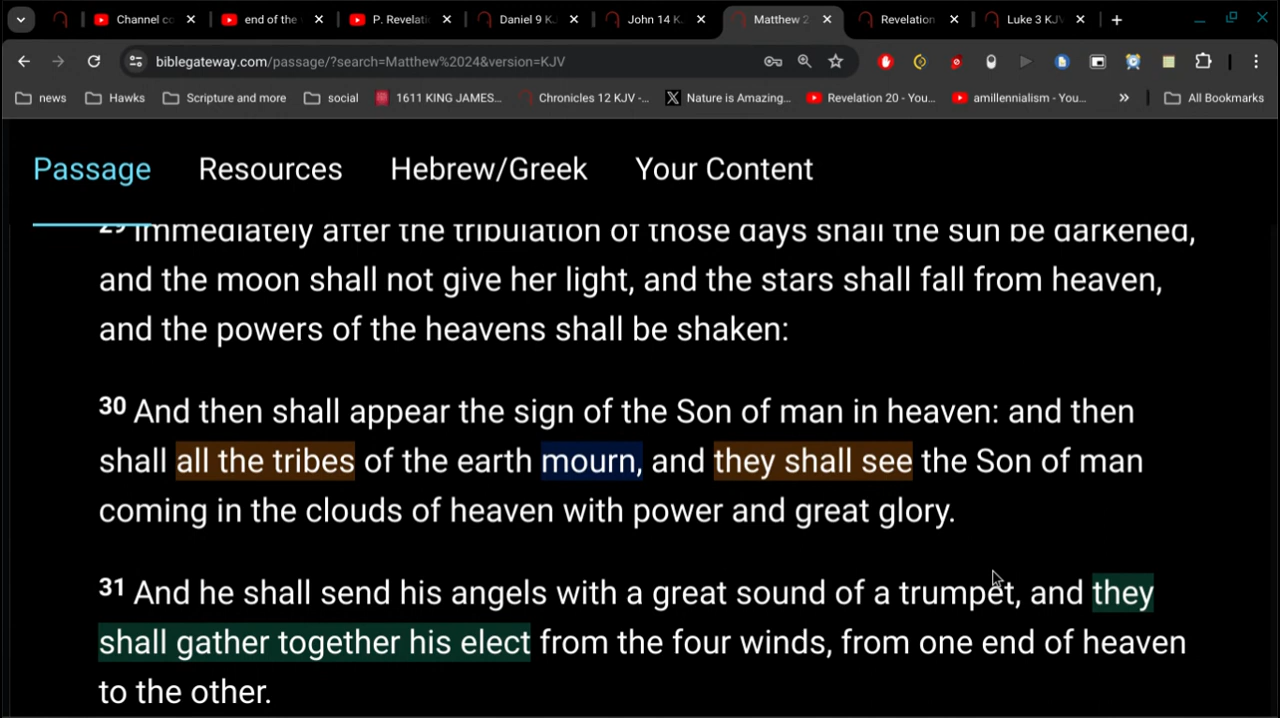 Channel cc
end of the
P. Revelati
Daniel 9 K
John 14 K
Matthew 2
Revelation
Luke 3 KJV
biblegateway.com/passage/?search=Matthew%2024&version=KJV
news
Hawks
Scripture and more
social
1611 KING JAMES...
Chronicles 12 KJV -...
Nature is Amazing...
Revelation 20 - You...
amillennialism - You...
»
All Bookmarks
Passage
Resources
Hebrew/Greek
Your Content
29 Immediately after the tribulation of those days shall the sun be darkened,
and the moon shall not give her light, and the stars shall fall from heaven,
and the powers of the heavens shall be shaken:
30 And then shall appear the sign of the Son of man in heaven: and then
shall all the tribes of the earth mourn, and they shall see the Son of man
coming in the clouds of heaven with power and great glory.
31 And he shall send his angels with a great sound of a trumpet, and they
shall gather together his elect from the four winds, from one end of heaven
to the other.